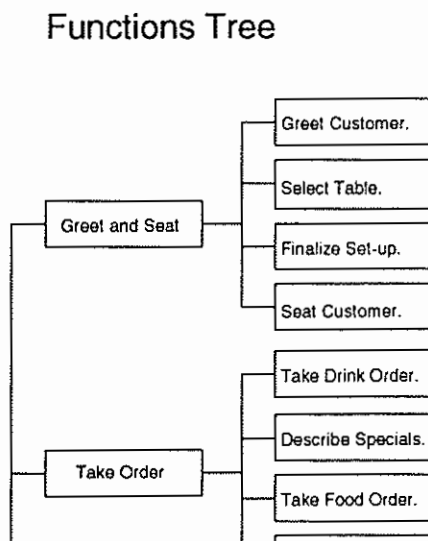 Functions Tree
Greet and Seat
Greet Customer.
Select Table.
Finalize Set-up.
Seat Customer.
Take Order
Take Drink Order.
Describe Specials.
Take Food Order.